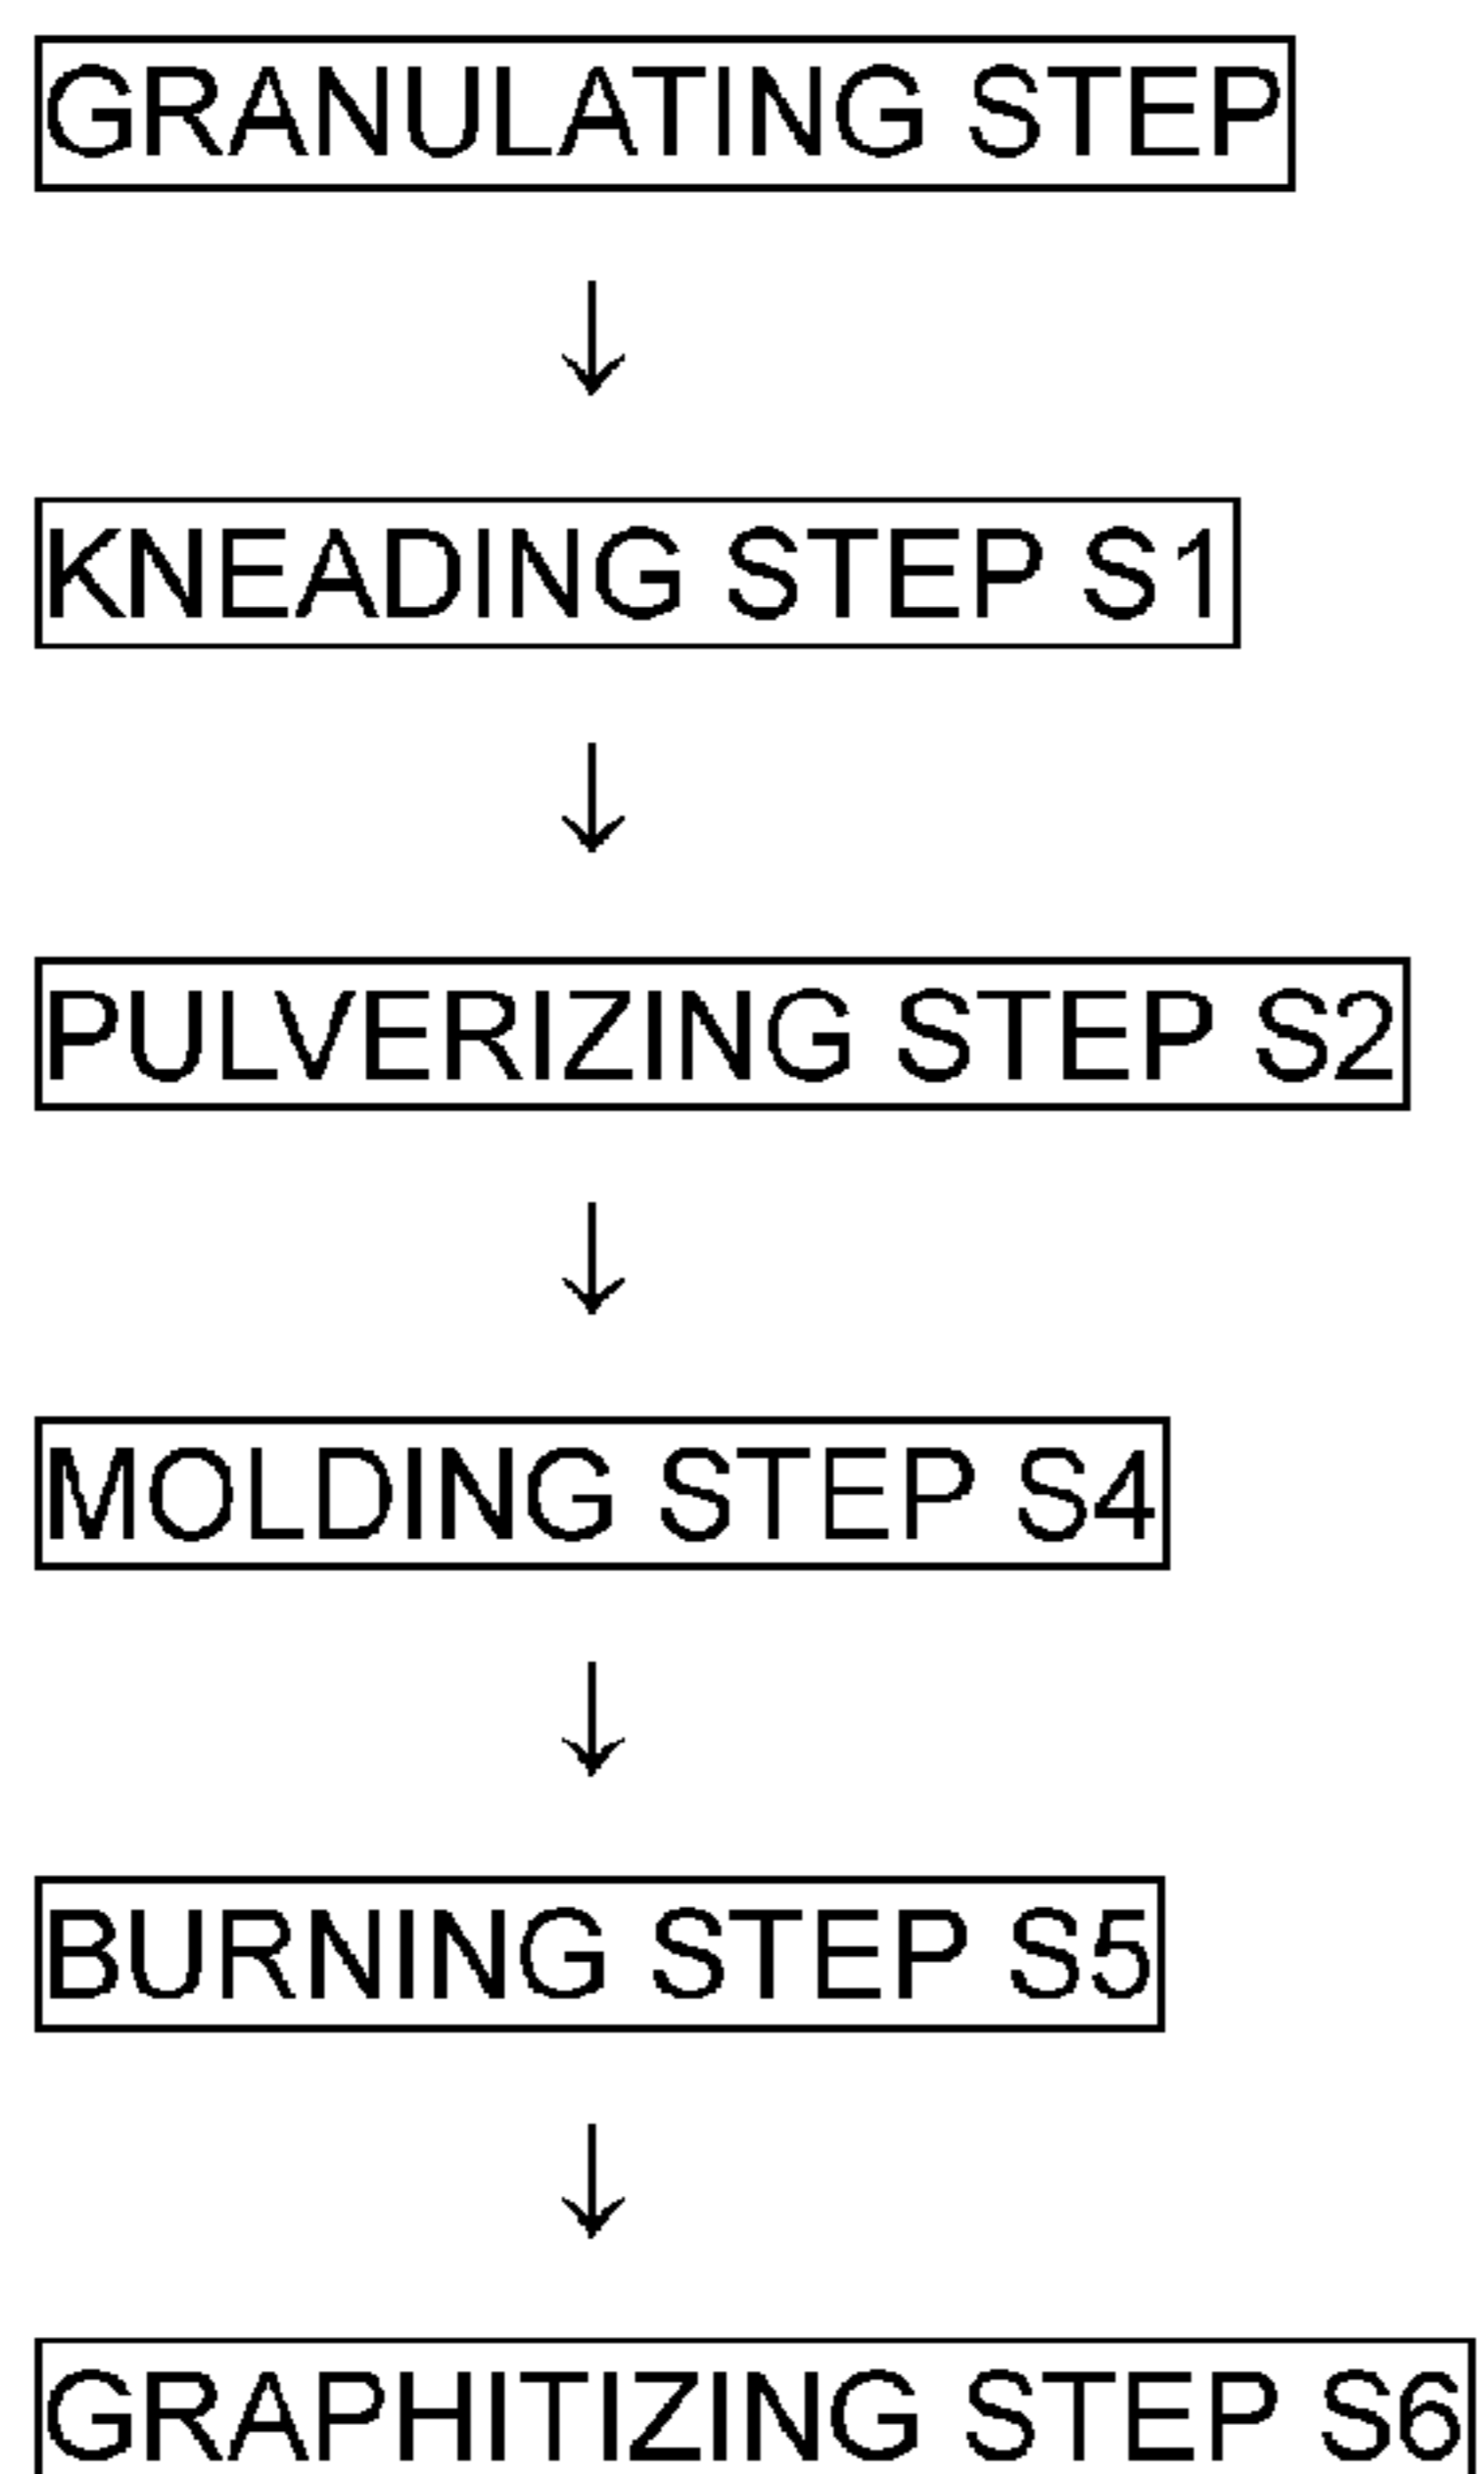 GRANULATING STEP
↓
KNEADING STEP S1
↓
PULVERIZING STEP S2
↓
MOLDING STEP S4
↓
BURNING STEP S5
↓
GRAPHITIZING STEP S6